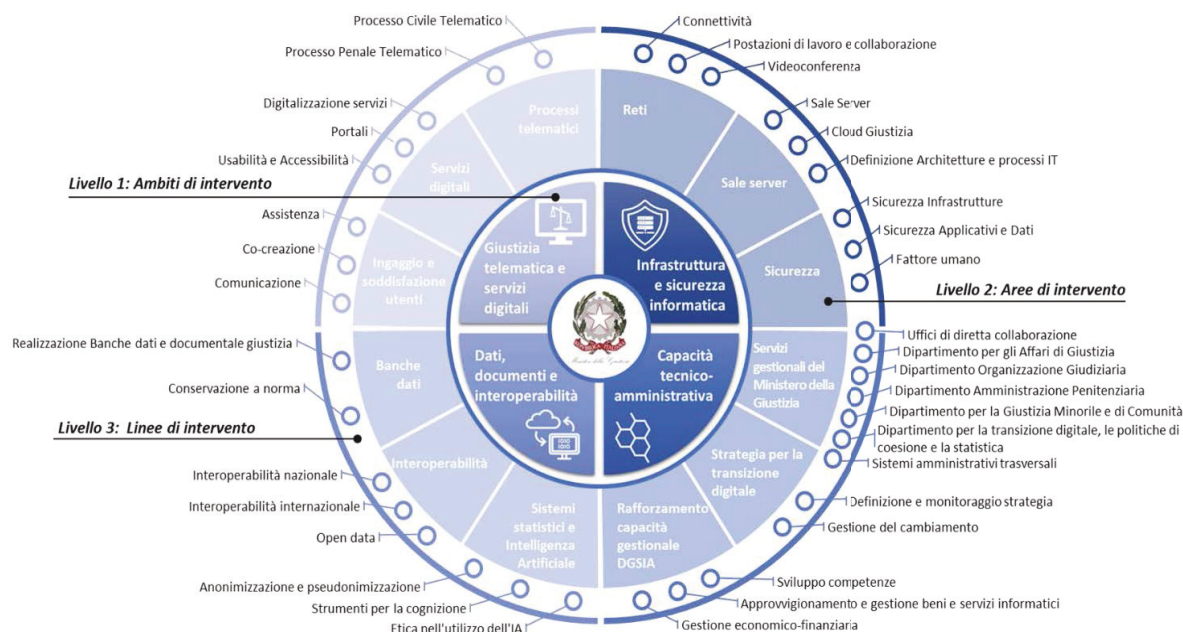 Processo Civile Telematico
Processo Penale Telematico
Digitalizzazione servizi
Portali
Usabilità e Accessibilità
Livello 1: Ambiti di intervento
Assistenza
Co-creazione
Comunicazione
Realizzazione Banche dati e documentale giustizia
Conservazione a norma
Livello 3: Linee di intervento
Interoperabilità nazionale
Interoperabilità internazionale
Open data
Anonimizzazione e pseudonimizzazione
Strumenti per la cognizione
Etica nell'utilizzo dell'IA
Connettività
Postazioni di lavoro e collaborazione
Videoconferenza
Sale Server
Cloud Giustizia
Definizione Architetture e processi IT
Sicurezza Infrastrutture
Sicurezza Applicativi e Dati
Fattore umano
Livello 2: Aree di intervento
Uffici di diretta collaborazione
Dipartimento per gli Affari di Giustizia
Dipartimento Organizzazione Giudiziaria
Dipartimento Amministrazione Penitenziaria
Dipartimento per la Giustizia Minorile e di Comunità
Dipartimento per la transizione digitale, le politiche di
coesione e la statistica
Sistemi amministrativi trasversali
Definizione e monitoraggio strategia
Gestione del cambiamento
Sviluppo competenze
Approvvigionamento e gestione beni e servizi informatici
Gestione economico-finanziaria
Processi
telematici
Servizi
digitali
Ingaggio e
soddisfazione
utenti
Banche
dati
Interoperabilità
Sistemi
statistici e
Intelligenza
Artificiale
Reti
Sale server
Sicurezza
Servizi
gestionali del
Ministero della
Giustizia
Strategia per la
transizione
digitale
Rafforzamento
capacità
gestionale
DGSIA
Giustizia
telematica e
servizi
digitali
Infrastruttura
e sicurezza
informatica
Dati,
documenti e
interoperabilità
Capacità
tecnico-
amministrativa
Ministero della Giustizia